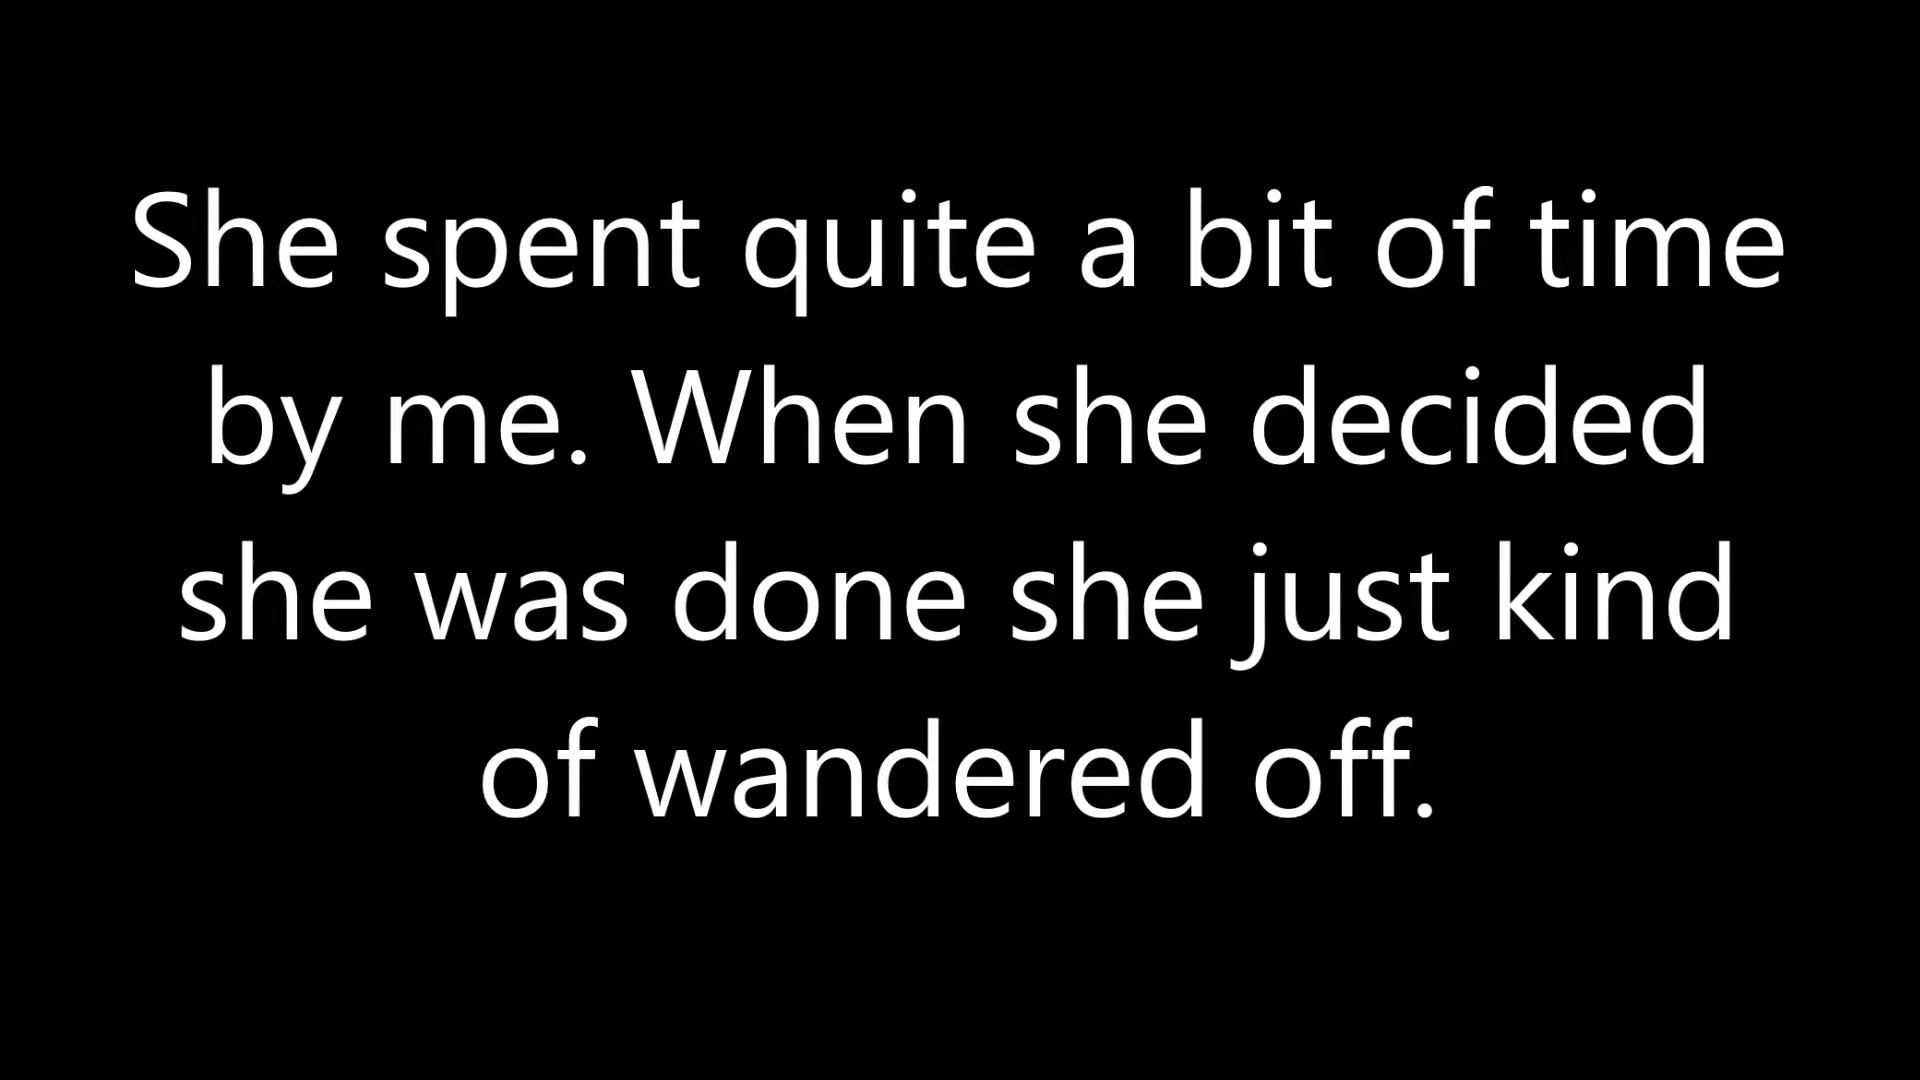 She spent quite a bit of time
by me. When she decided
she was done she just kind
of wandered off.